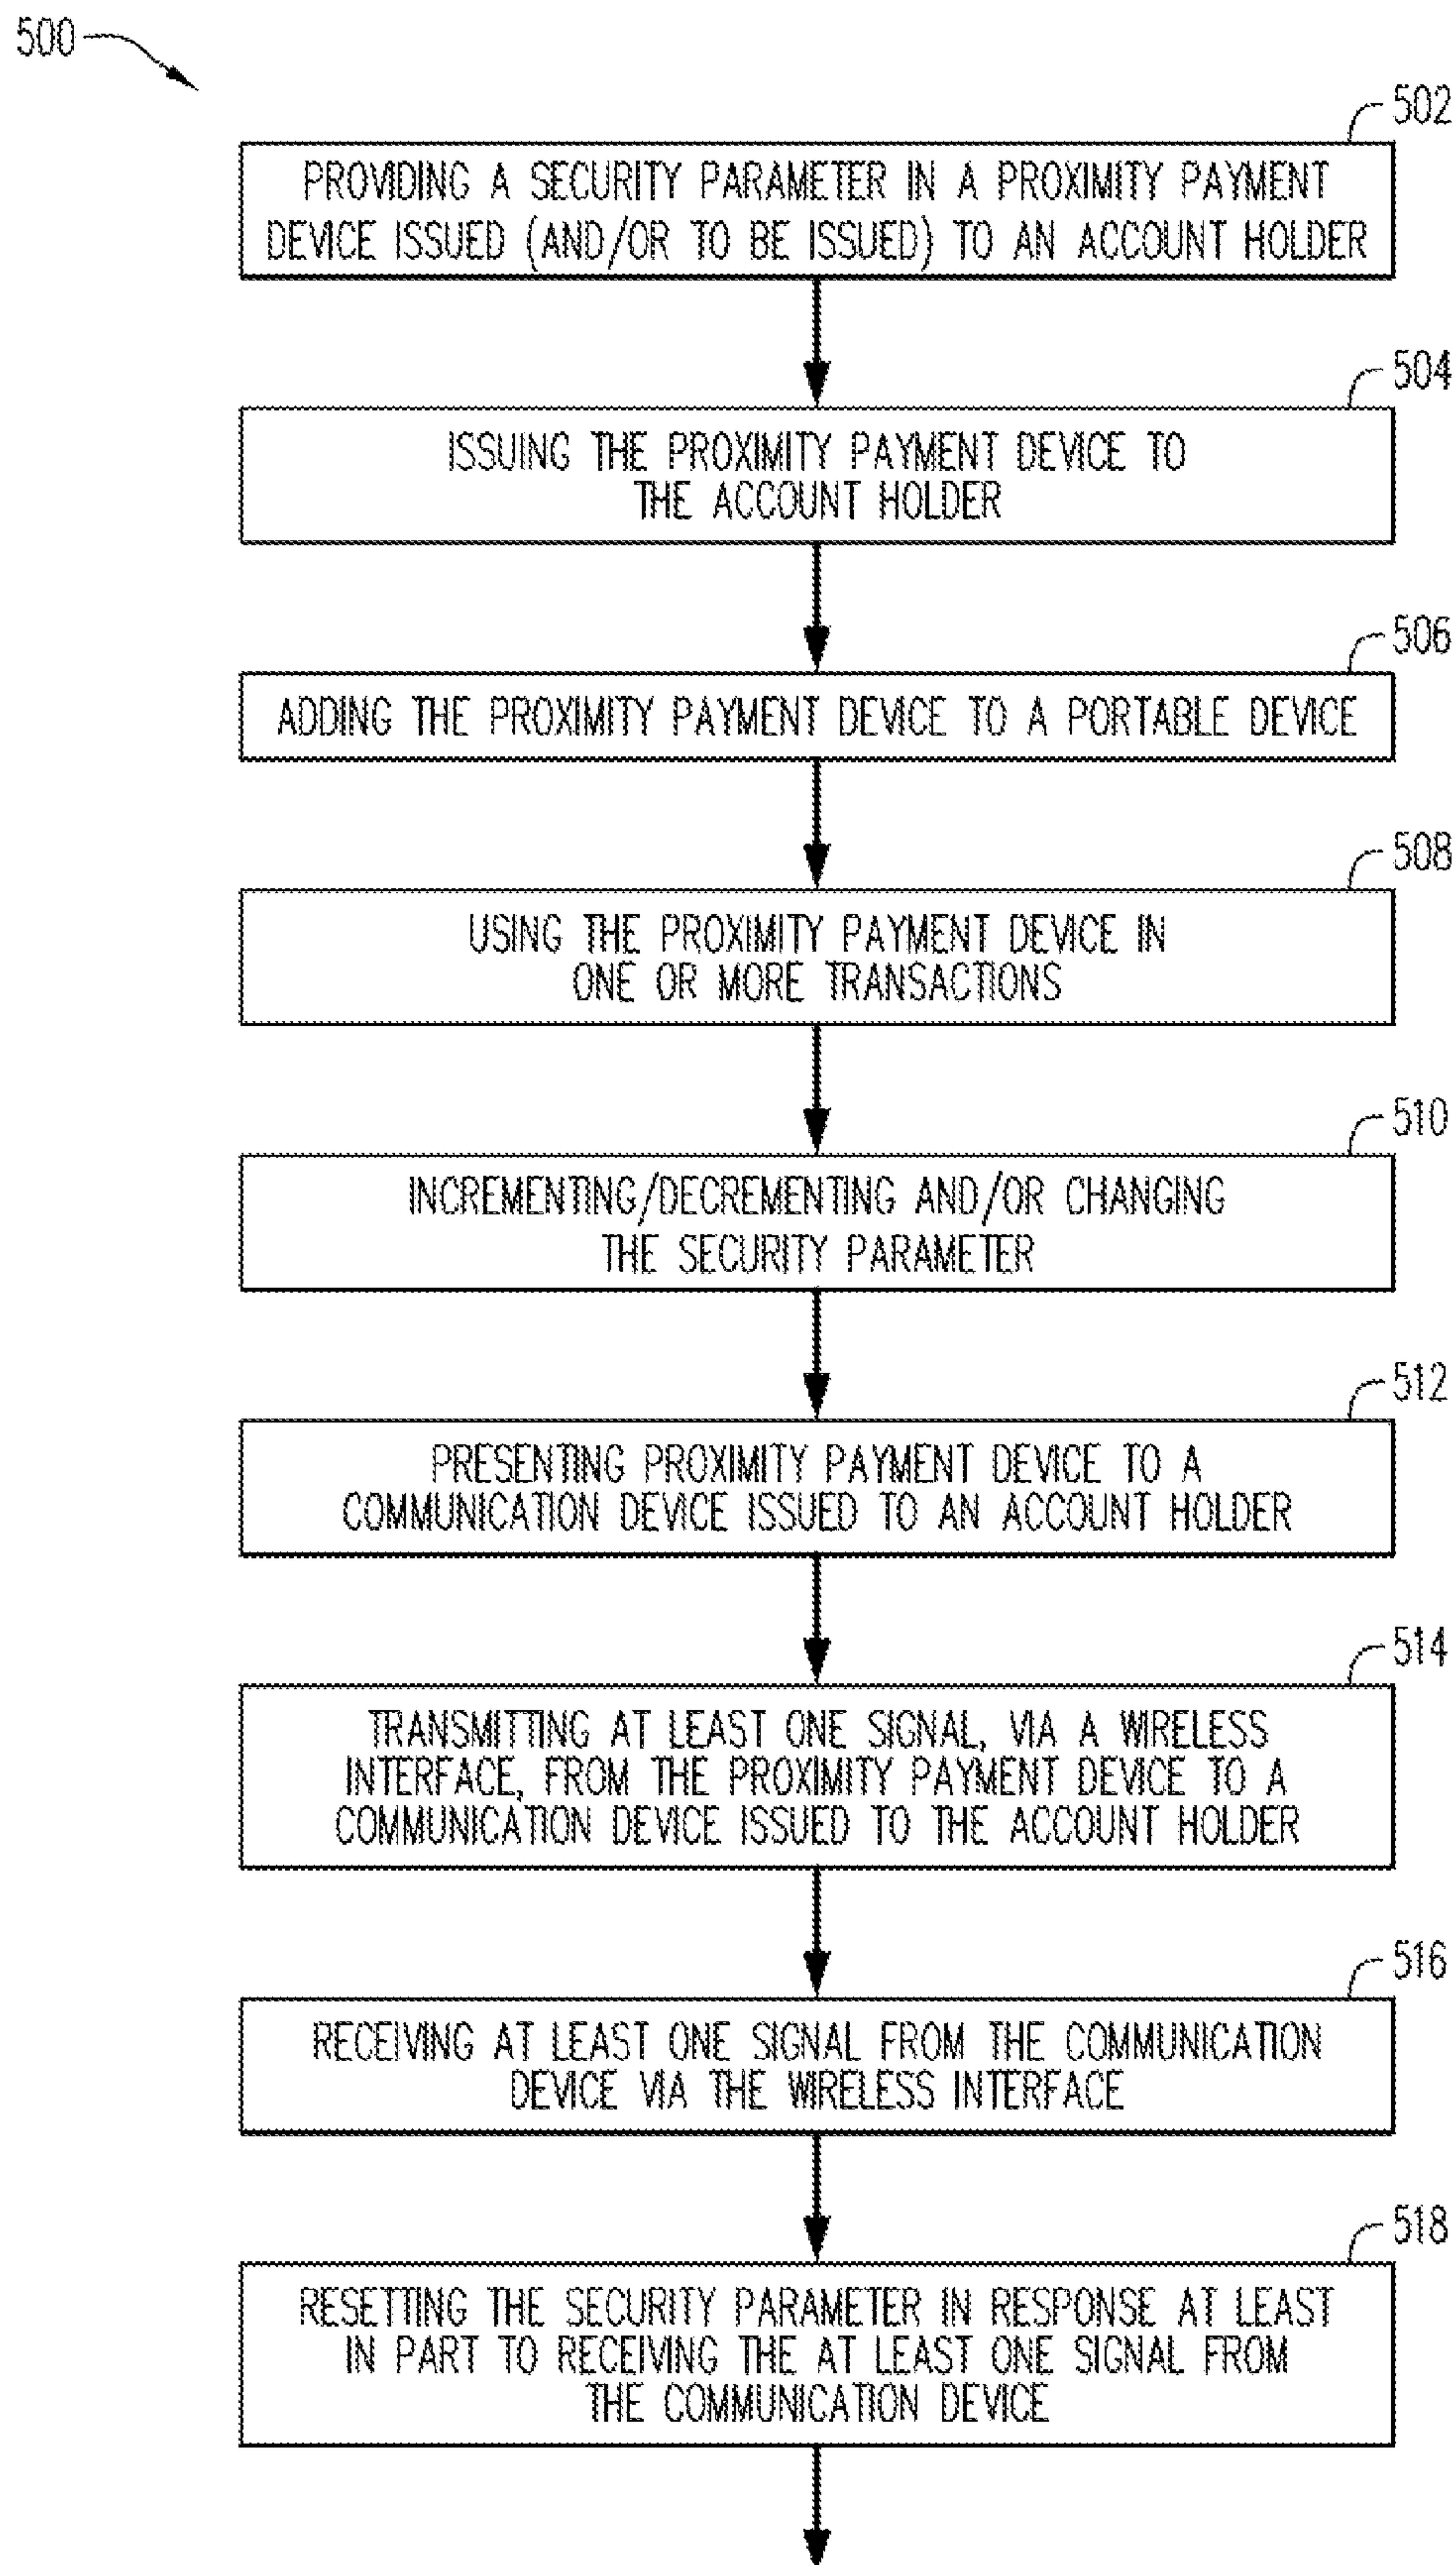 500
502
PROVIDING A SECURITY PARAMETER IN A PROXIMITY PAYMENT
DEVICE ISSUED (AND/OR TO BE ISSUED) TO AN ACCOUNT HOLDER
504
ISSUING THE PROXIMITY PAYMENT DEVICE TO
THE ACCOUNT HOLDER
506
ADDING THE PROXIMITY PAYMENT DEVICE TO A PORTABLE DEVICE
508
USING THE PROXIMITY PAYMENT DEVICE IN
ONE OR MORE TRANSACTIONS
510
INCREMENTING/DECREMENTING AND/OR CHANGING
THE SECURITY PARAMETER
512
PRESENTING PROXIMITY PAYMENT DEVICE TO A
COMMUNICATION DEVICE ISSUED TO AN ACCOUNT HOLDER
514
TRANSMITTING AT LEAST ONE SIGNAL, VIA A WIRELESS
INTERFACE, FROM THE PROXIMITY PAYMENT DEVICE TO A
COMMUNICATION DEVICE ISSUED TO THE ACCOUNT HOLDER
516
RECEIVING AT LEAST ONE SIGNAL FROM THE COMMUNICATION
DEVICE VIA THE WIRELESS INTERFACE
518
RESETTING THE SECURITY PARAMETER IN RESPONSE AT LEAST
IN PART TO RECEIVING THE AT LEAST ONE SIGNAL FROM
THE COMMUNICATION DEVICE